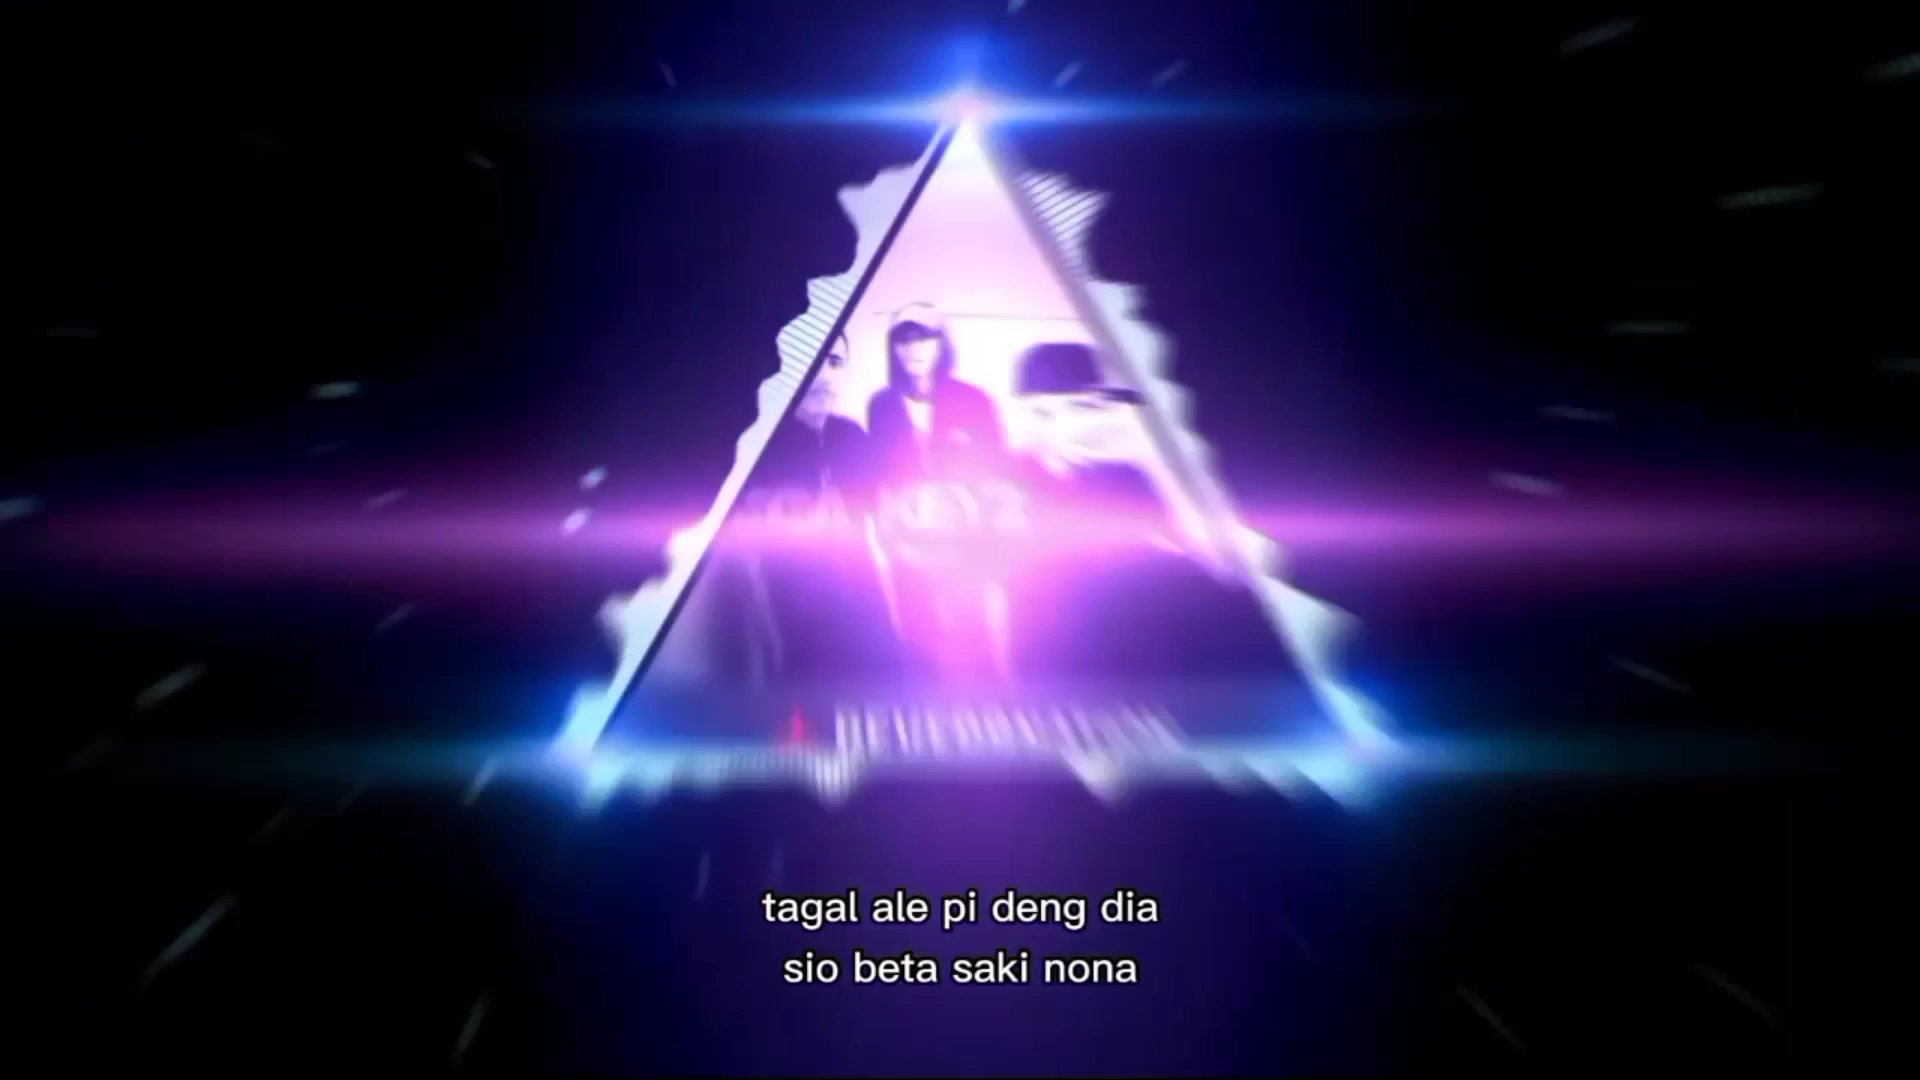 tagal ale pi deng dia
sio beta saki nona